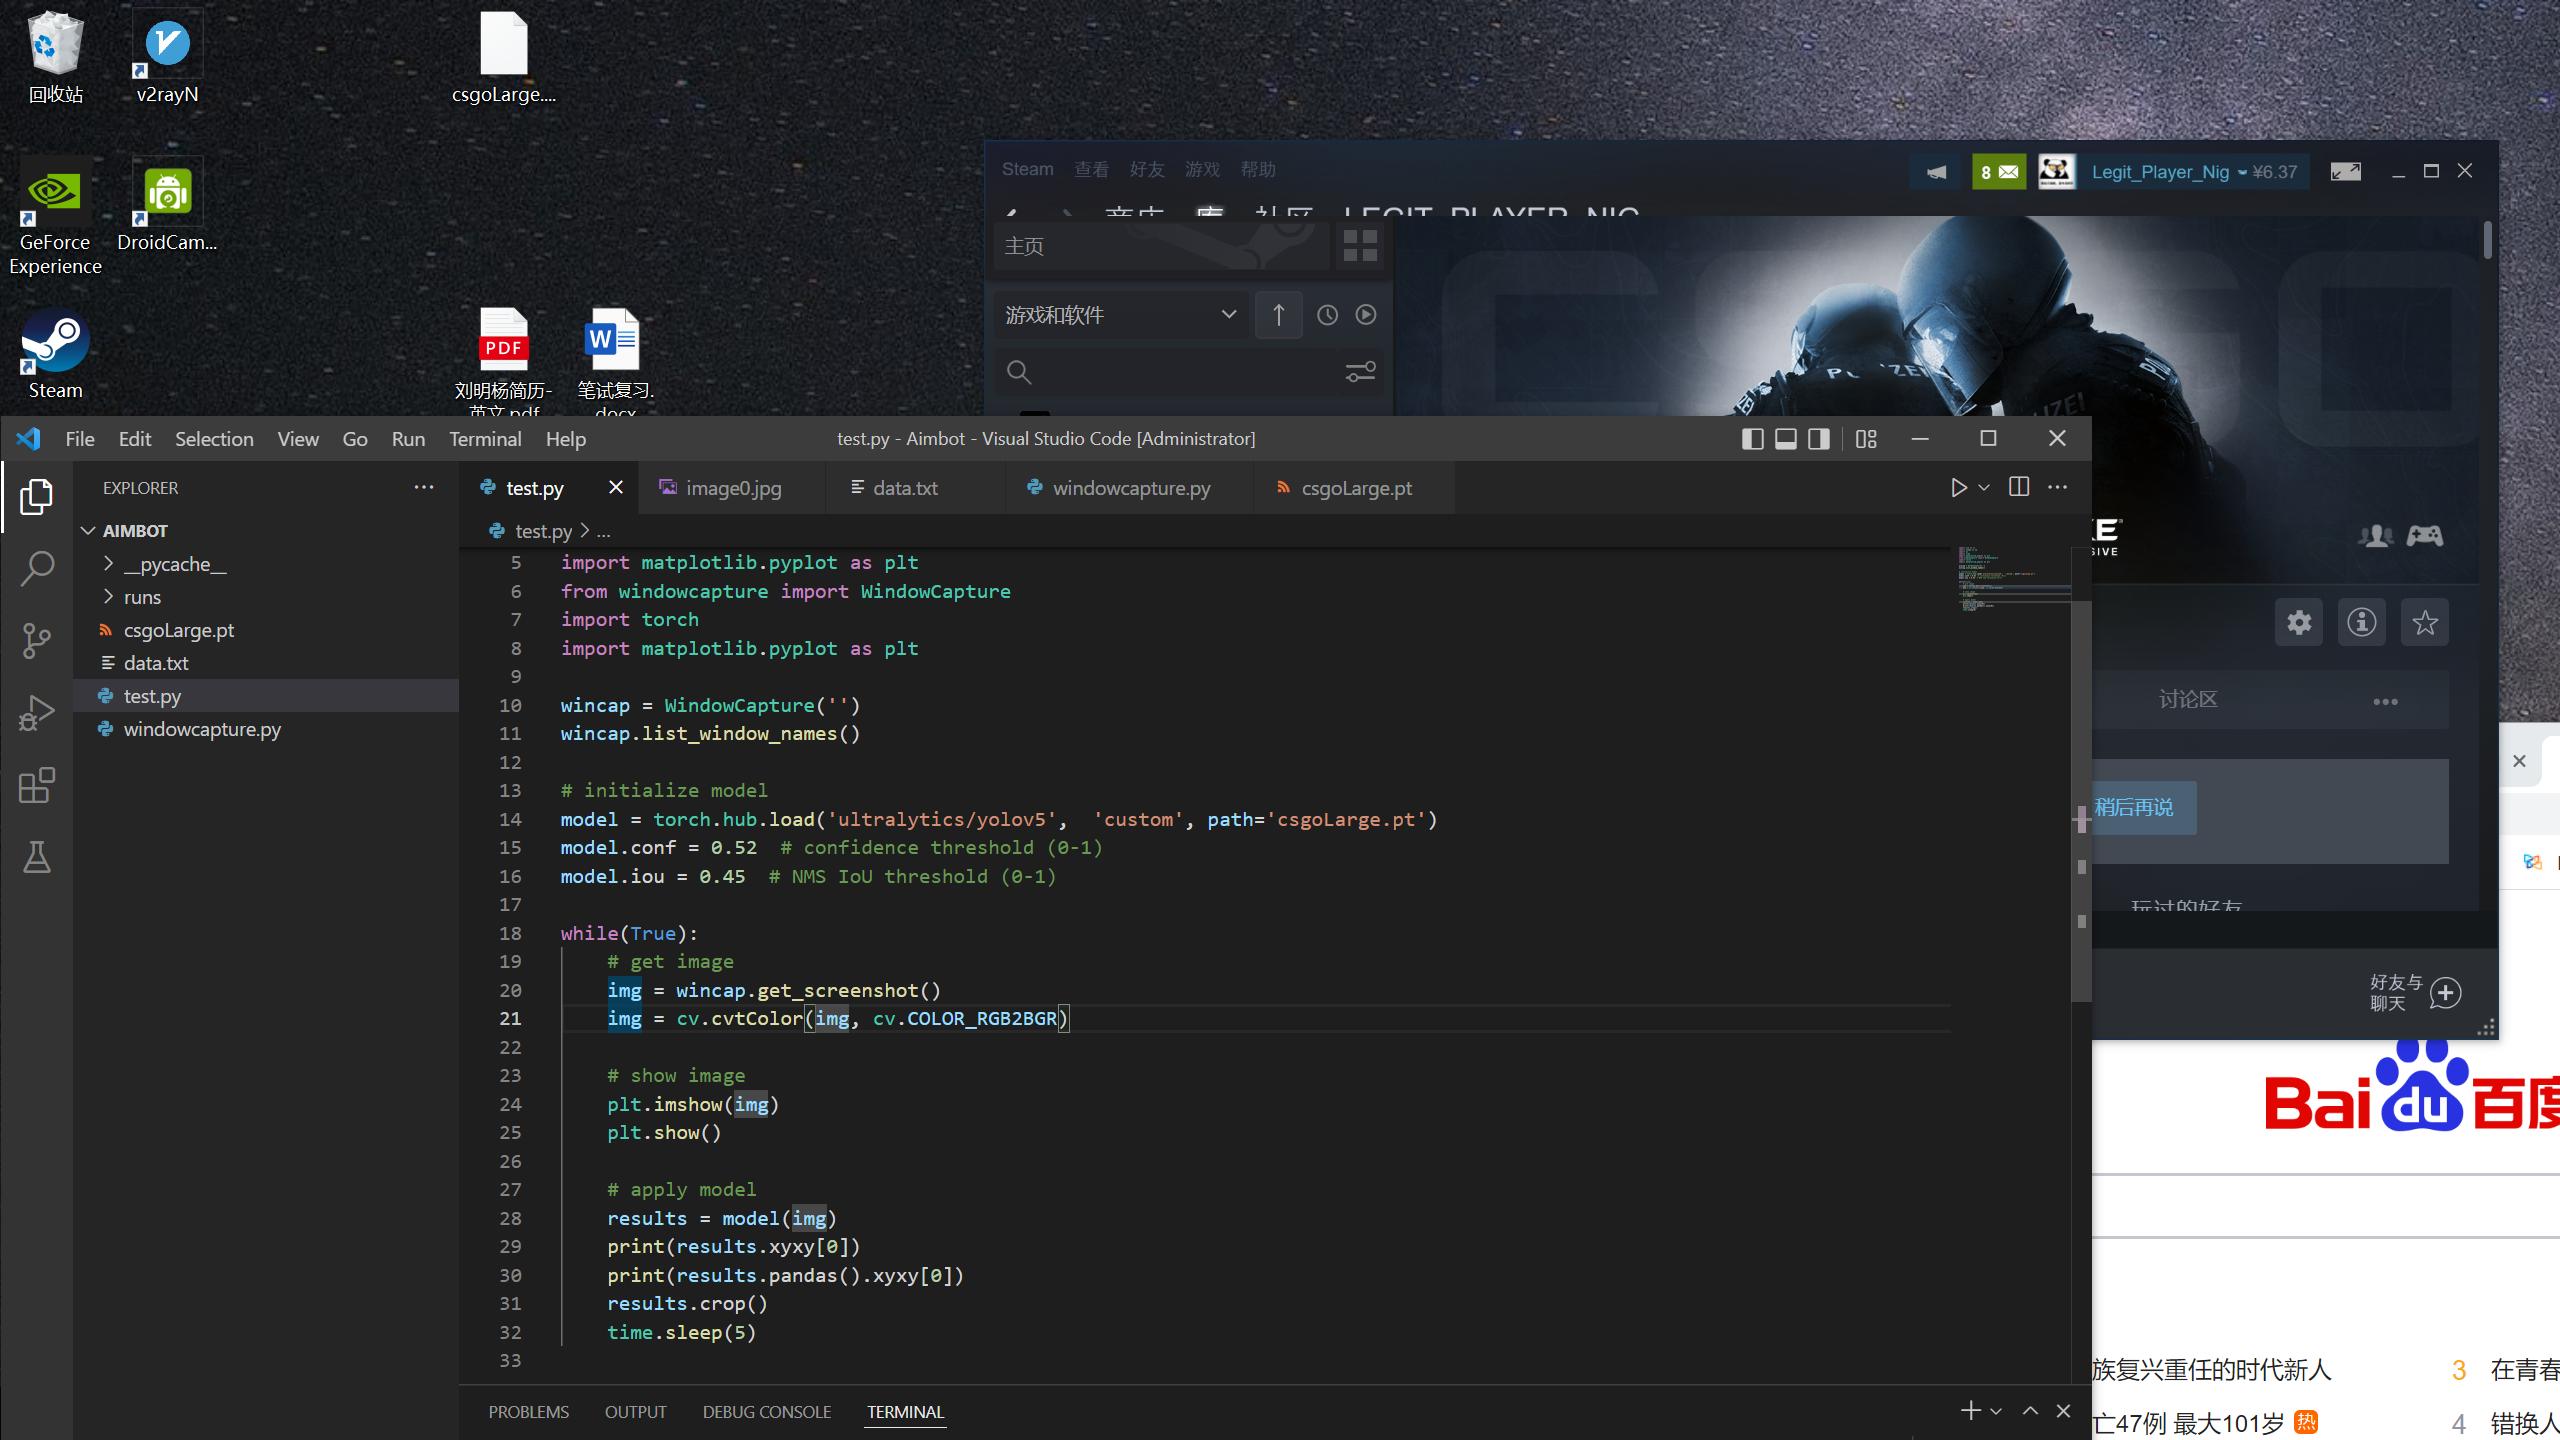 回收站
v2rayN
csgoLarge....
GeForce
Experience
DroidCam...
Steam
PDF
刘明杨简历-
英文.pdf
W
笔试复习.
docx
Steam 查看 好友 游戏 帮助
8
Legit_Player_Nig ¥6.37
商店 库 社区 LEGIT_PLAYER_NIG
主页
游戏和软件
POLIZEI
讨论区
稍后再说
玩过的好友
好友与
聊天
File Edit Selection View Go Run Terminal Help
test.py - Aimbot - Visual Studio Code [Administrator]
EXPLORER
AIMBOT
__pycache__
runs
csgoLarge.pt
data.txt
test.py
windowcapture.py
test.py image0.jpg data.txt windowcapture.py csgoLarge.pt
test.py > ...
5 import matplotlib.pyplot as plt
6 from windowcapture import WindowCapture
7 import torch
8 import matplotlib.pyplot as plt
9
10 wincap = WindowCapture('')
11 wincap.list_window_names()
12
13 # initialize model
14 model = torch.hub.load('ultralytics/yolov5',  'custom', path='csgoLarge.pt')
15 model.conf = 0.52  # confidence threshold (0-1)
16 model.iou = 0.45  # NMS IoU threshold (0-1)
17
18 while(True):
19     # get image
20     img = wincap.get_screenshot()
21     img = cv.cvtColor(img, cv.COLOR_RGB2BGR)
22
23     # show image
24     plt.imshow(img)
25     plt.show()
26
27     # apply model
28     results = model(img)
29     print(results.xyxy[0])
30     print(results.pandas().xyxy[0])
31     results.crop()
32     time.sleep(5)
33
PROBLEMS OUTPUT DEBUG CONSOLE TERMINAL
Bai du 百度
族复兴重任的时代新人
3 在青春
亡47例 最大101岁 热
4 错换人